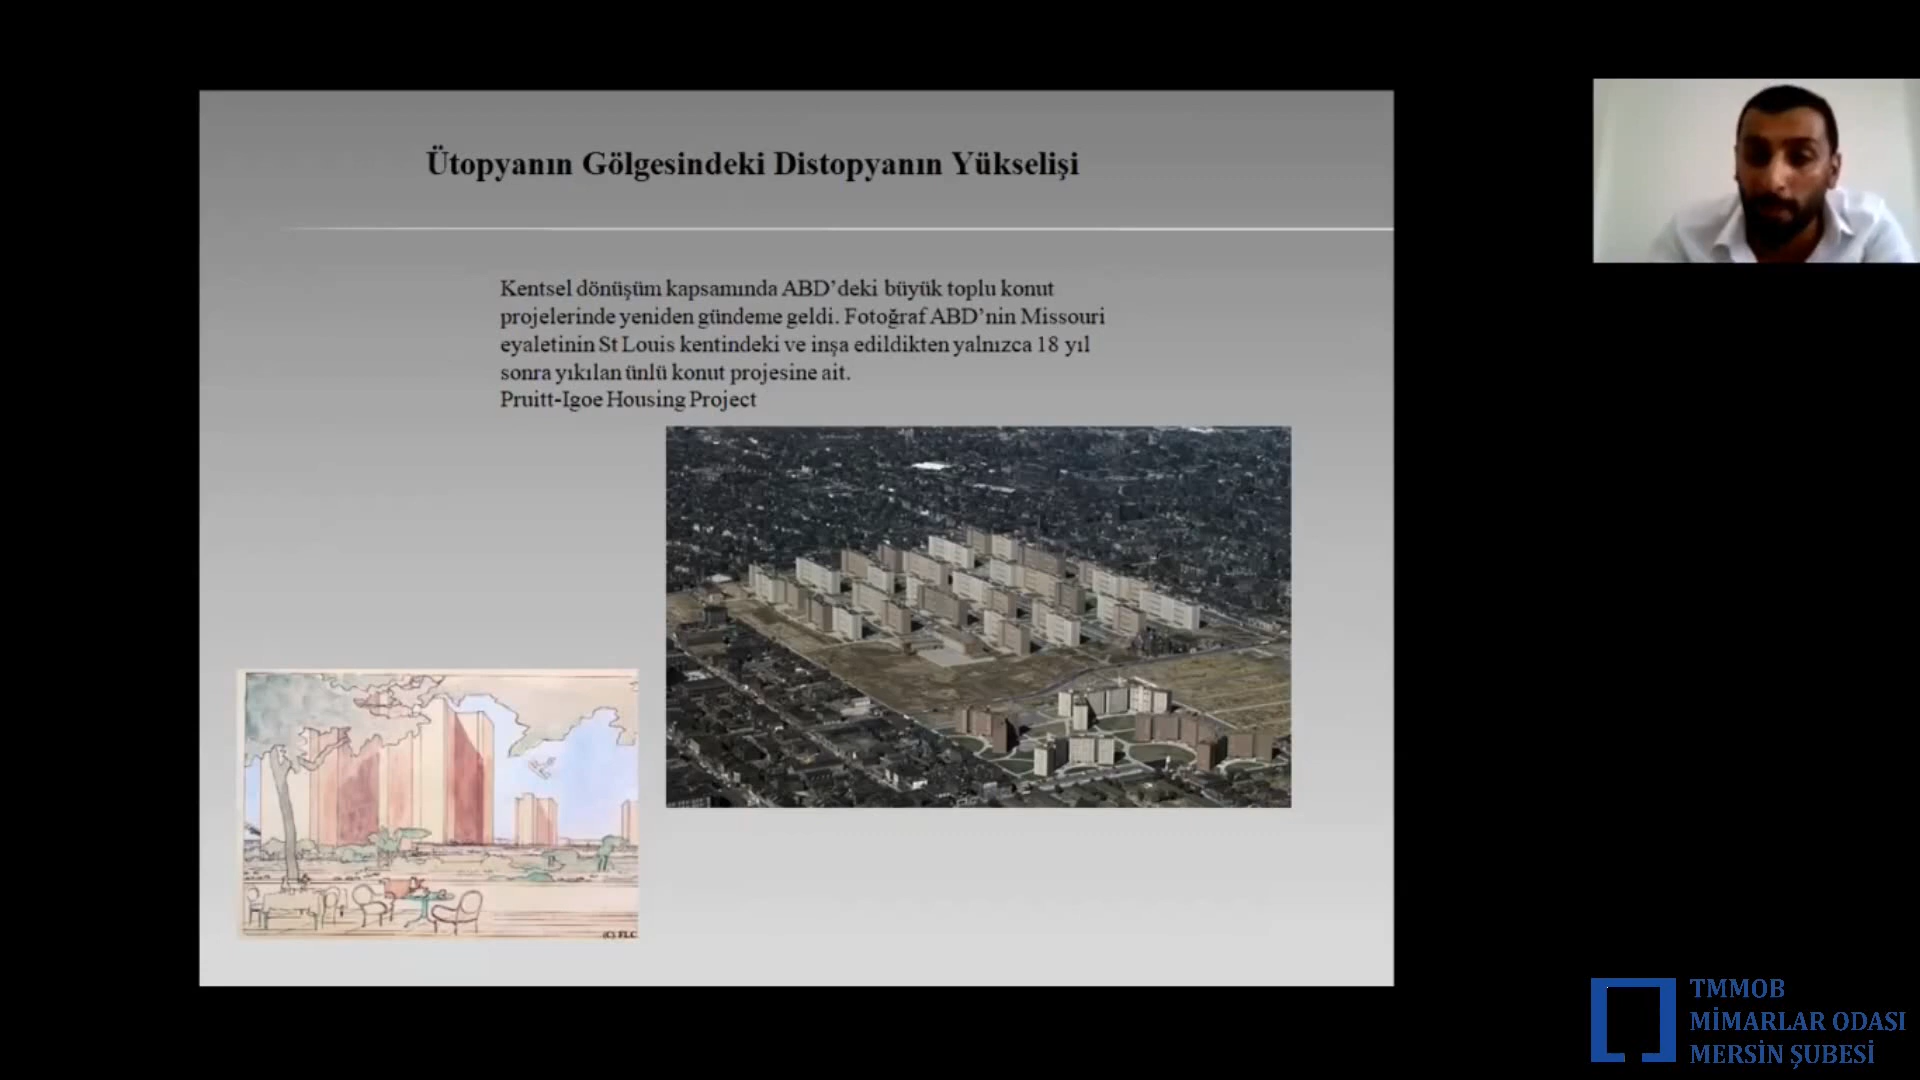 Ütopyanın Gölgesindeki Distopyanın Yükselişi
Kentsel dönüşüm kapsamında ABD’deki büyük toplu konut
projelerinde yeniden gündeme geldi. Fotoğraf ABD’nin Missouri
eyaletinin St Louis kentindeki ve inşa edildikten yalnızca 18 yıl
sonra yıkılan ünlü konut projesine ait.
Pruitt-Igoe Housing Project
(C) FLC
TMMOB
MİMARLAR ODASI
MERSİN ŞUBESİ